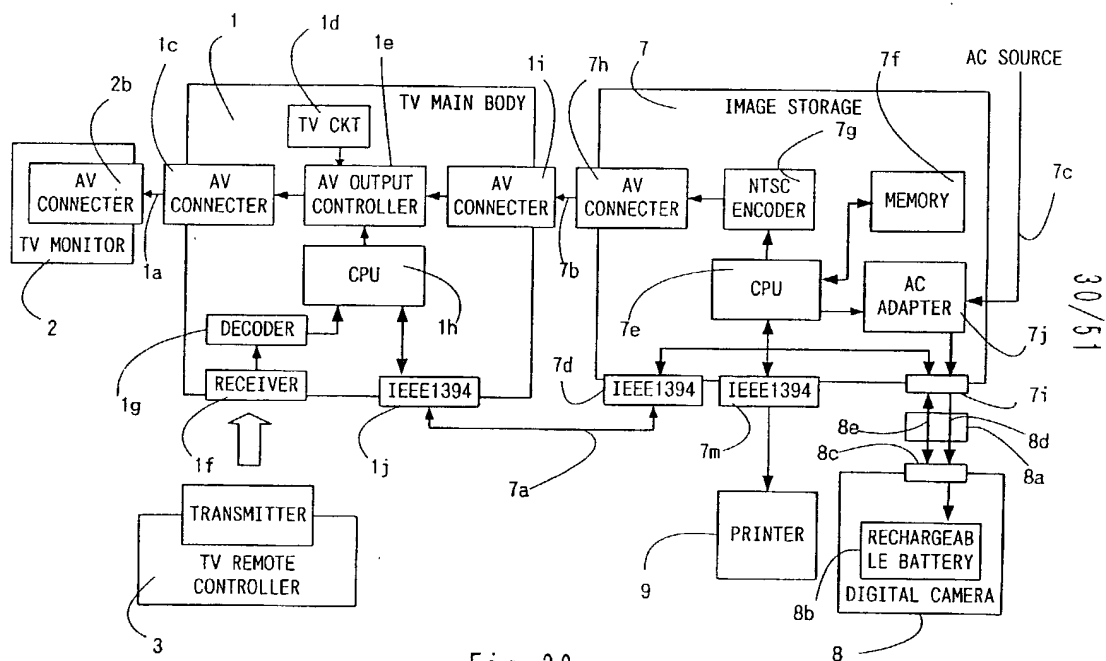 1d
1c
1
1e
1i
7h
7
7f
AC SOURCE
2b
TV MAIN BODY
IMAGE STORAGE
TV CKT
7g
7c
AV
CONNECTER
TV MONITOR
AV
CONNECTER
AV OUTPUT
CONTROLLER
AV
CONNECTER
AV
CONNECTER
NTSC
ENCODER
MEMORY
1a
7b
2
CPU
1h
CPU
7e
AC
ADAPTER
7j
30/51
DECODER
1g
RECEIVER
IEEE1394
7d
IEEE1394
IEEE1394
7i
1f
1j
7a
7m
8e
8d
8c
8a
TRANSMITTER
TV REMOTE
CONTROLLER
3
PRINTER
9
RECHARGEAB
LE BATTERY
8b
DIGITAL CAMERA
8